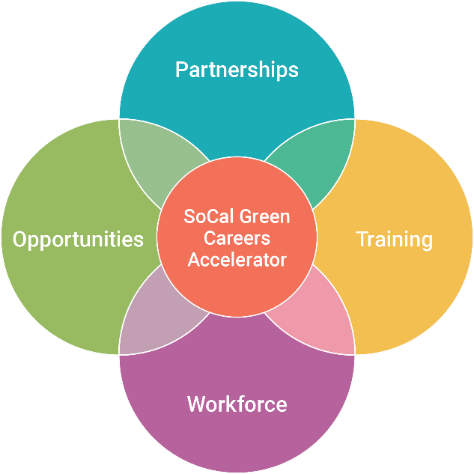 Partnerships
Opportunities
SoCal Green
Careers
Accelerator
Training
Workforce